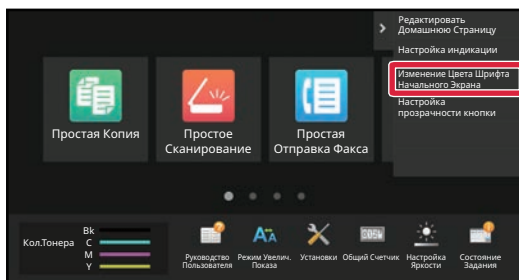 Редактировать
Домашнюю Страницу
Настройка индикации
Изменение Цвета Шрифта
Начального Экрана
Настройка
прозрачности кнопки
Простая Копия
Простое
Сканирование
Простая
Отправка Факса
Кол.Тонера
Bk
C
M
Y
Руководство
Пользователя
Режим Увелич.
Показа
Установки
Общий Счетчик
Настройка
Яркости
Состояние
Задания